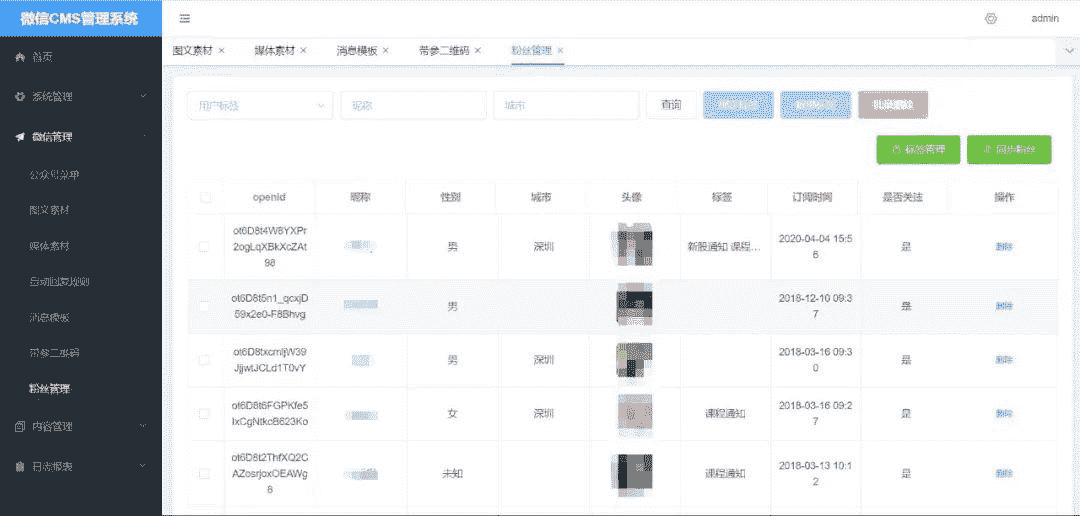 微信CMS管理系统
admin
图文素材 ×
媒体素材 ×
消息模板 ×
带参二维码 ×
粉丝管理 ×
首页
系统管理
微信管理
公众号菜单
图文素材
媒体素材
自动回复规则
消息模板
带参二维码
粉丝管理
内容管理
日志报表
用户标签
昵称
城市
查询
批量删除
标签管理
同步粉丝
openid 昵称 性别 城市 头像 标签 订阅时间 是否关注 操作
ot6D8t4W8YXPr
2ogLqXBkXcZAt
98
男 深圳 新股通知 课程...
2020-04-04 15:5
6
是 删除
ot6D8t5n1_qcxjD
59x2e0-F8Bhvg
男
2018-12-10 09:3
7
是 删除
ot6D8txcmljW39
JjjwtJCLd1T0vY
男 深圳
2018-03-16 09:3
0
是 删除
ot6D8t6FGPKfe5
IxCgNtkcB623Ko
女 深圳 课程通知
2018-03-16 09:2
7
是 删除
ot6D8t2ThfXQ2C
AZosrjoxOEAWg
6
未知 课程通知
2018-03-13 10:1
2
是 删除